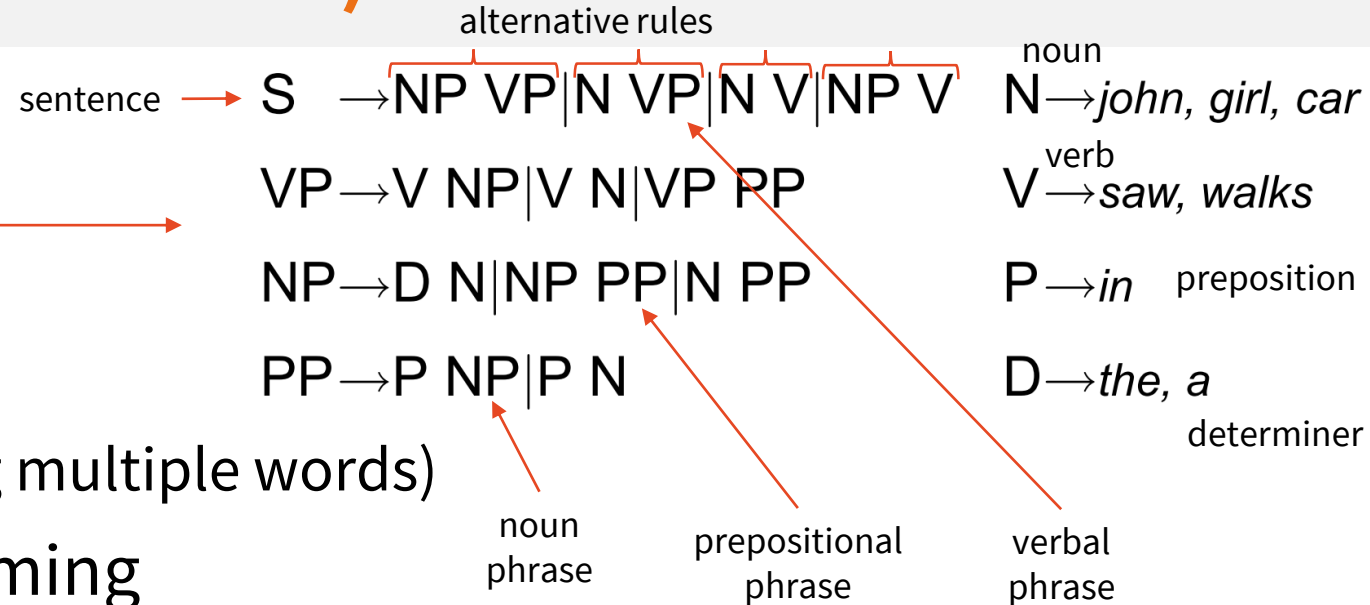 alternative rules
noun
sentence → S → NP VP|N VP|N V|NP V N→john, girl, car
verb
VP→V NP|V N|VP PP V→saw, walks
NP→D N|NP PP|N PP P→in preposition
PP→P NP|P N D→the, a
determiner
multiple words)
noun phrase
prepositional phrase
verbal phrase